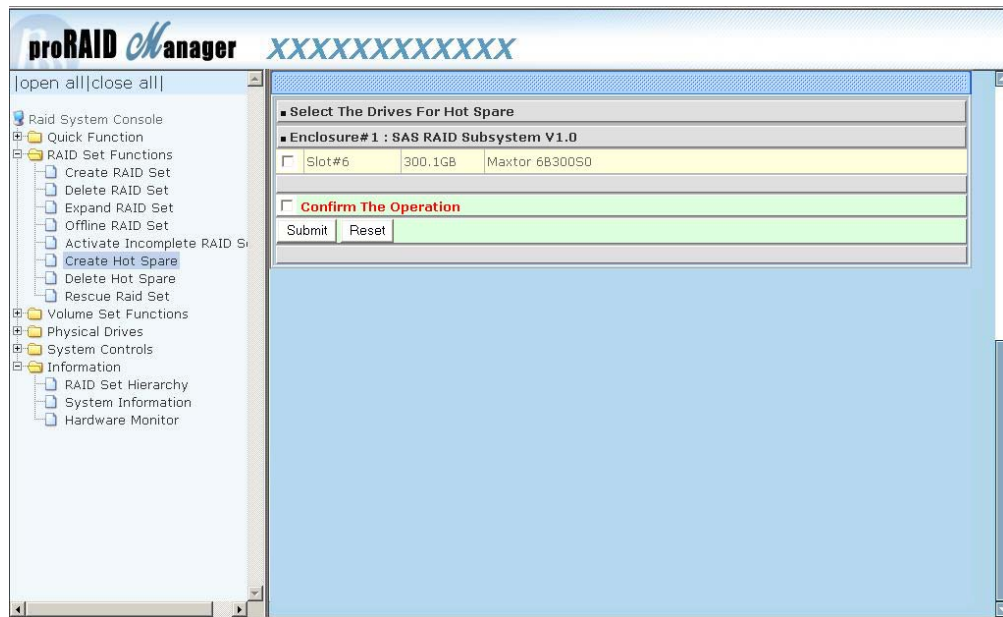 proRAID Manager XXXXXXXXXXXX
|open all|close all|
Raid System Console
Quick Function
RAID Set Functions
Create RAID Set
Delete RAID Set
Expand RAID Set
Offline RAID Set
Activate Incomplete RAID S
Create Hot Spare
Delete Hot Spare
Rescue Raid Set
Volume Set Functions
Physical Drives
System Controls
Information
RAID Set Hierarchy
System Information
Hardware Monitor
Select The Drives For Hot Spare
Enclosure#1 : SAS RAID Subsystem V1.0
Slot#6 300.1GB Maxtor 6B300S0
Confirm The Operation
Submit Reset